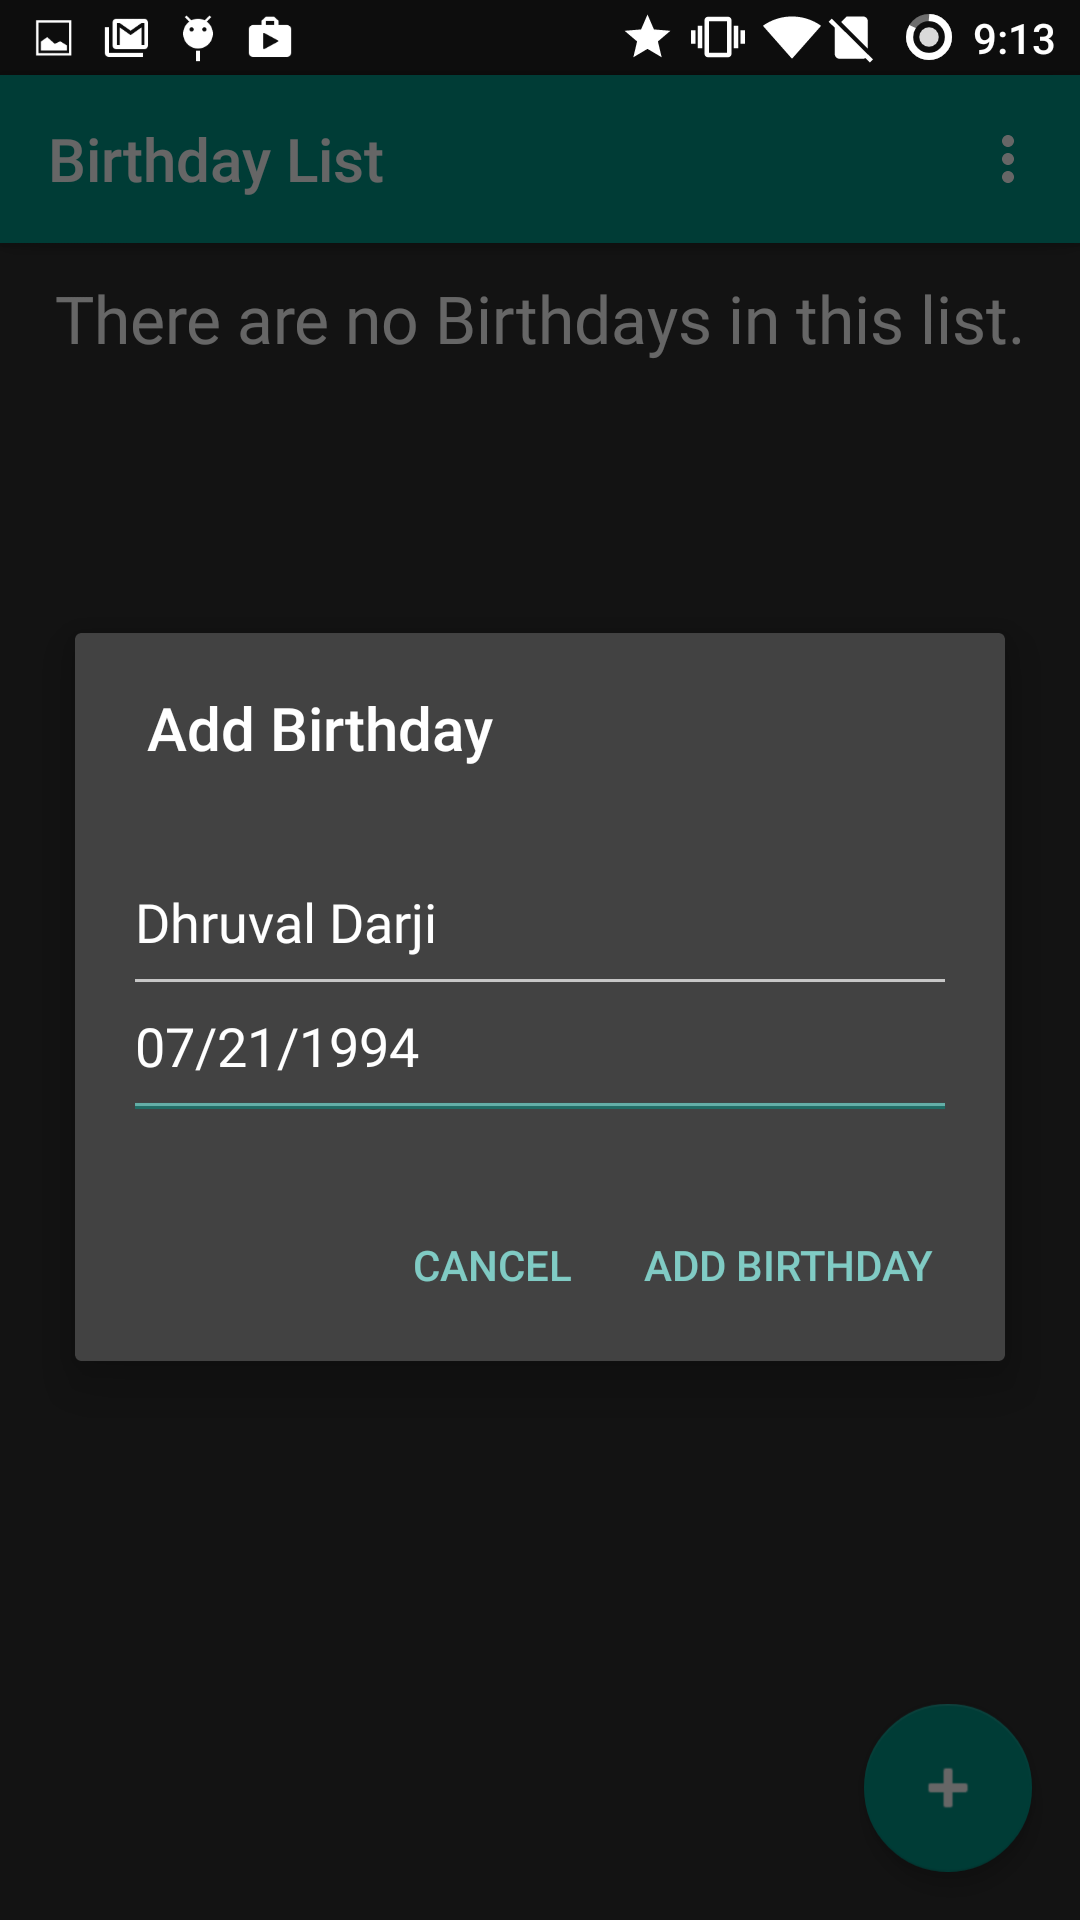 9:13
Birthday List
There are no Birthdays in this list.
Add Birthday
Dhruval Darji
07/21/1994
CANCEL ADD BIRTHDAY